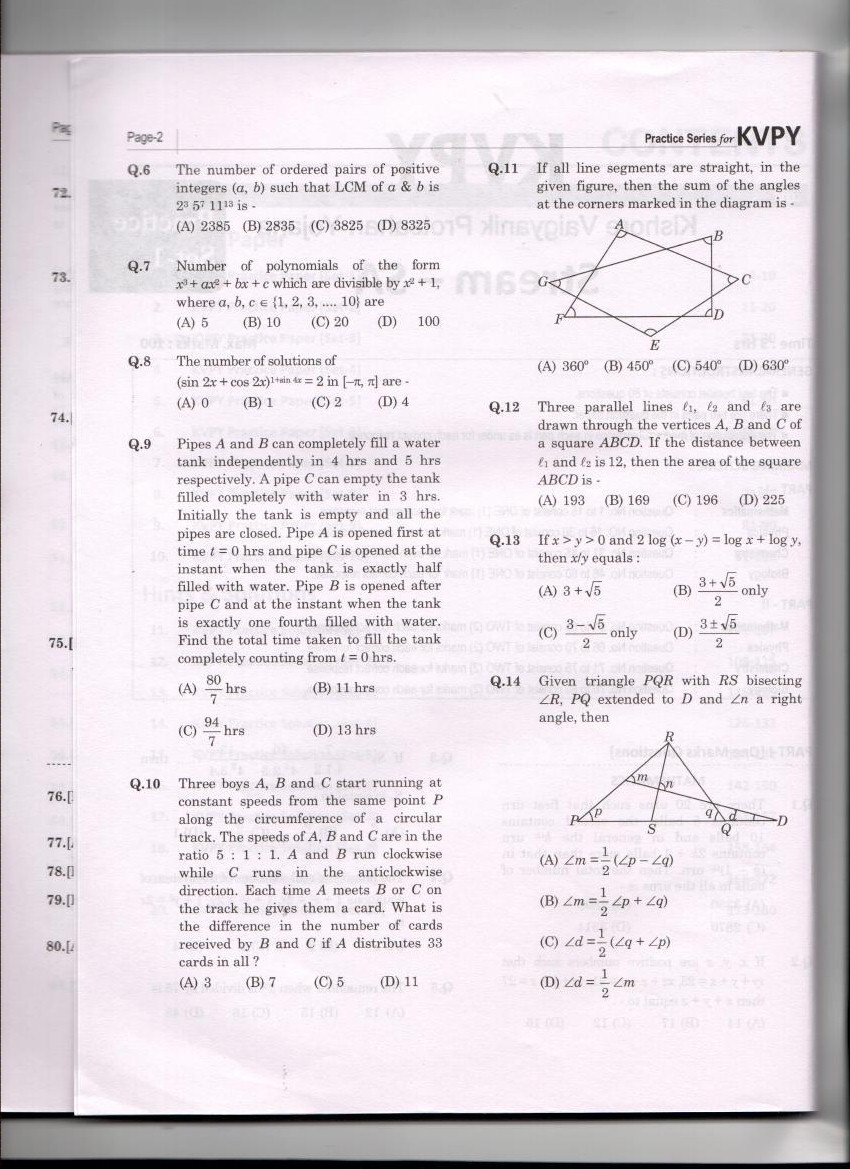 Pag
72.
73.
74.
75.[
76.[
77.[
78.[
79.[
80.[
Page-2
Practice Series for KVPY
Q.6 The number of ordered pairs of positive
integers (a, b) such that LCM of a & b is
2³ 5⁷ 11¹³ is -
(A) 2385 (B) 2835 (C) 3825 (D) 8325
Q.7 Number of polynomials of the form
x³ + ax² + bx + c which are divisible by x² + 1,
where a, b, c ∈ {1, 2, 3, .... 10} are
(A) 5 (B) 10 (C) 20 (D) 100
Q.8 The number of solutions of
(sin 2x + cos 2x)^(1+sin 4x) = 2 in [–π, π] are -
(A) 0 (B) 1 (C) 2 (D) 4
Q.9 Pipes A and B can completely fill a water
tank independently in 4 hrs and 5 hrs
respectively. A pipe C can empty the tank
filled completely with water in 3 hrs.
Initially the tank is empty and all the
pipes are closed. Pipe A is opened first at
time t = 0 hrs and pipe C is opened at the
instant when the tank is exactly half
filled with water. Pipe B is opened after
pipe C and at the instant when the tank
is exactly one fourth filled with water.
Find the total time taken to fill the tank
completely counting from t = 0 hrs.
(A) 80/7 hrs (B) 11 hrs
(C) 94/7 hrs (D) 13 hrs
Q.10 Three boys A, B and C start running at
constant speeds from the same point P
along the circumference of a circular
track. The speeds of A, B and C are in the
ratio 5 : 1 : 1. A and B run clockwise
while C runs in the anticlockwise
direction. Each time A meets B or C on
the track he gives them a card. What is
the difference in the number of cards
received by B and C if A distributes 33
cards in all ?
(A) 3 (B) 7 (C) 5 (D) 11
Q.11 If all line segments are straight, in the
given figure, then the sum of the angles
at the corners marked in the diagram is -
A
B
G
C
F
D
E
(A) 360º (B) 450º (C) 540º (D) 630º
Q.12 Three parallel lines ℓ₁, ℓ₂ and ℓ₃ are
drawn through the vertices A, B and C of
a square ABCD. If the distance between
ℓ₁ and ℓ₂ is 12, then the area of the square
ABCD is -
(A) 193 (B) 169 (C) 196 (D) 225
Q.13 If x > y > 0 and 2 log (x – y) = log x + log y,
then x/y equals :
(A) 3 + √5 (B) (3 + √5)/2 only
(C) (3 – √5)/2 only (D) (3 ± √5)/2
Q.14 Given triangle PQR with RS bisecting
∠R, PQ extended to D and ∠n a right
angle, then
R
m
n
P p q d D
S Q
(A) ∠m = 1/2 (∠p – ∠q)
(B) ∠m = 1/2 ∠p + ∠q)
(C) ∠d = 1/2 (∠q + ∠p)
(D) ∠d = 1/2 ∠m